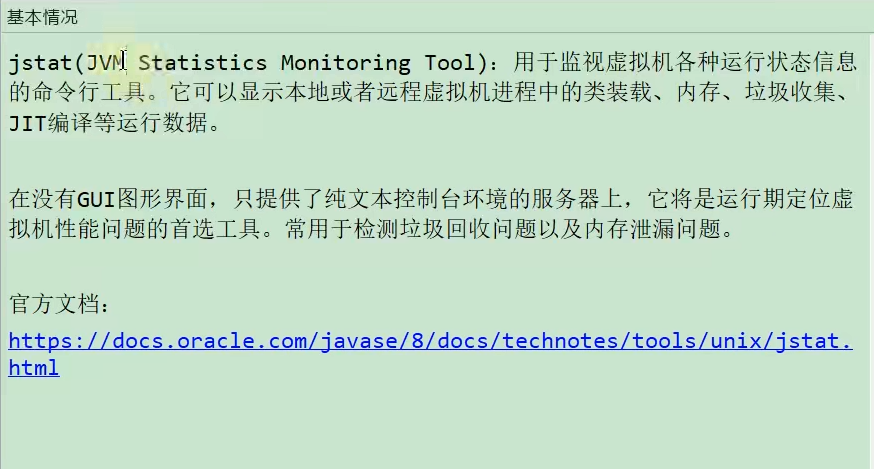 基本情况
jstat(JVM Statistics Monitoring Tool)：用于监视虚拟机各种运行状态信息
的命令行工具。它可以显示本地或者远程虚拟机进程中的类装载、内存、垃圾收集、
JIT编译等运行数据。
在没有GUI图形界面，只提供了纯文本控制台环境的服务器上，它将是运行期定位虚
拟机性能问题的首选工具。常用于检测垃圾回收问题以及内存泄漏问题。
官方文档：
https://docs.oracle.com/javase/8/docs/technotes/tools/unix/jstat.
html